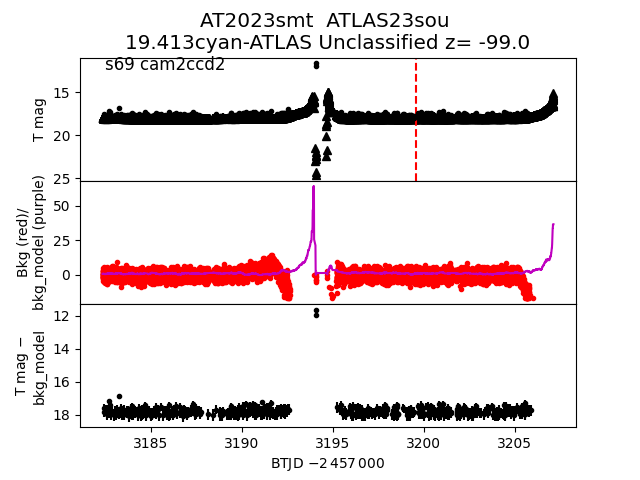 AT2023smt  ATLAS23sou
19.413cyan-ATLAS Unclassified z= -99.0
s69 cam2ccd2
T mag
15
20
25
Bkg (red)/
bkg_model (purple)
50
25
0
T mag −
bkg_model
12
14
16
18
3185 3190 3195 3200 3205
BTJD −2 457 000